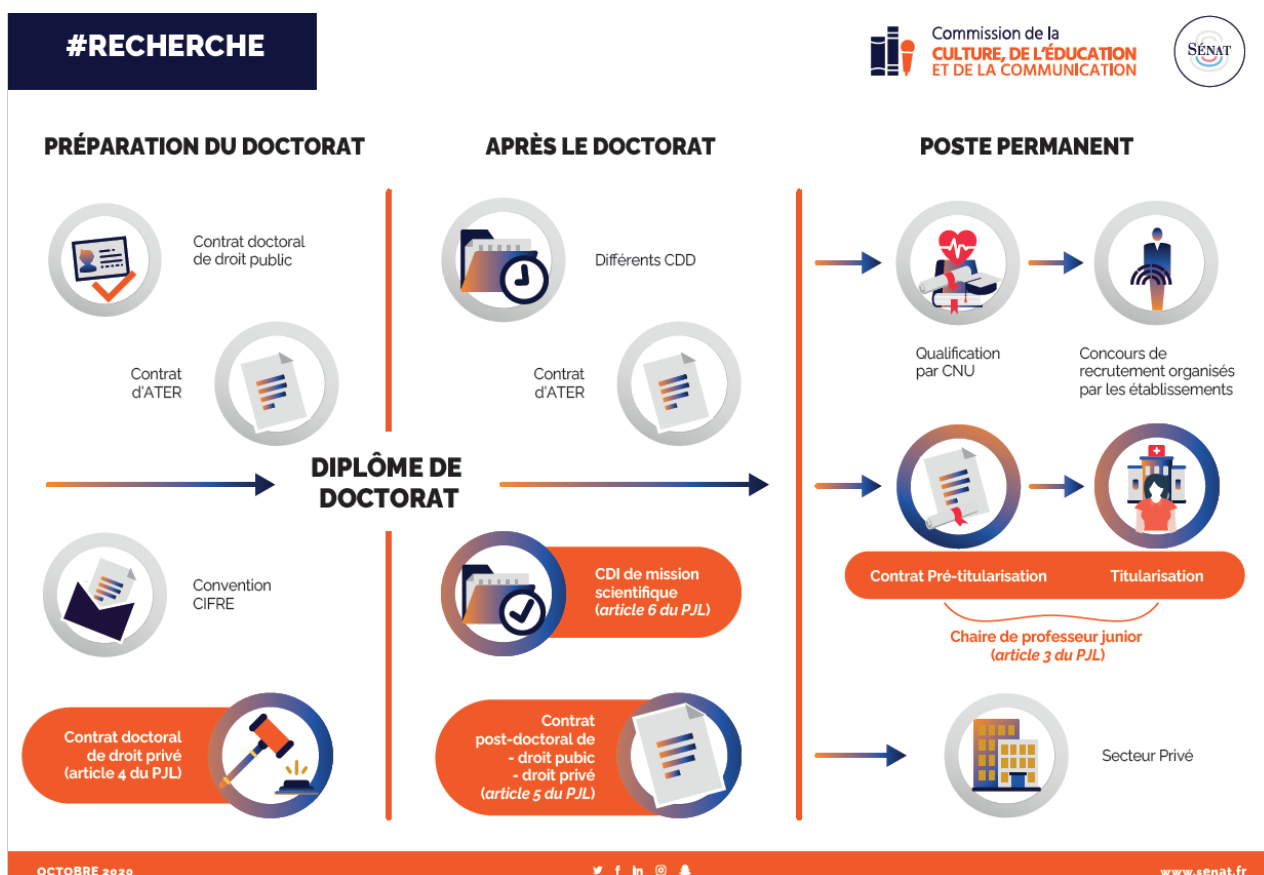 #RECHERCHE
Commission de la
CULTURE, DE L'ÉDUCATION
ET DE LA COMMUNICATION
SÉNAT
PRÉPARATION DU DOCTORAT
Contrat doctoral
de droit public
Contrat
d'ATER
DIPLÔME DE
DOCTORAT
Convention
CIFRE
Contrat doctoral
de droit privé
(article 4 du PJL)
APRÈS LE DOCTORAT
Différents CDD
Contrat
d'ATER
CDI de mission
scientifique
(article 6 du PJL)
Contrat
post-doctoral de
- droit pubic
- droit privé
(article 5 du PJL)
POSTE PERMANENT
Qualification
par CNU
Concours de
recrutement organisés
par les établissements
Contrat Pré-titularisation
Titularisation
Chaire de professeur junior
(article 3 du PJL)
Secteur Privé
OCTOBRE 2020
www.senat.fr